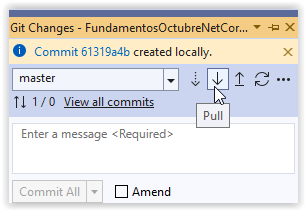 Git Changes - FundamentosOctubreNetCor...
Commit 61319a4b created locally.
master
1 / 0 View all commits
Pull
Enter a message <Required>
Commit All Amend